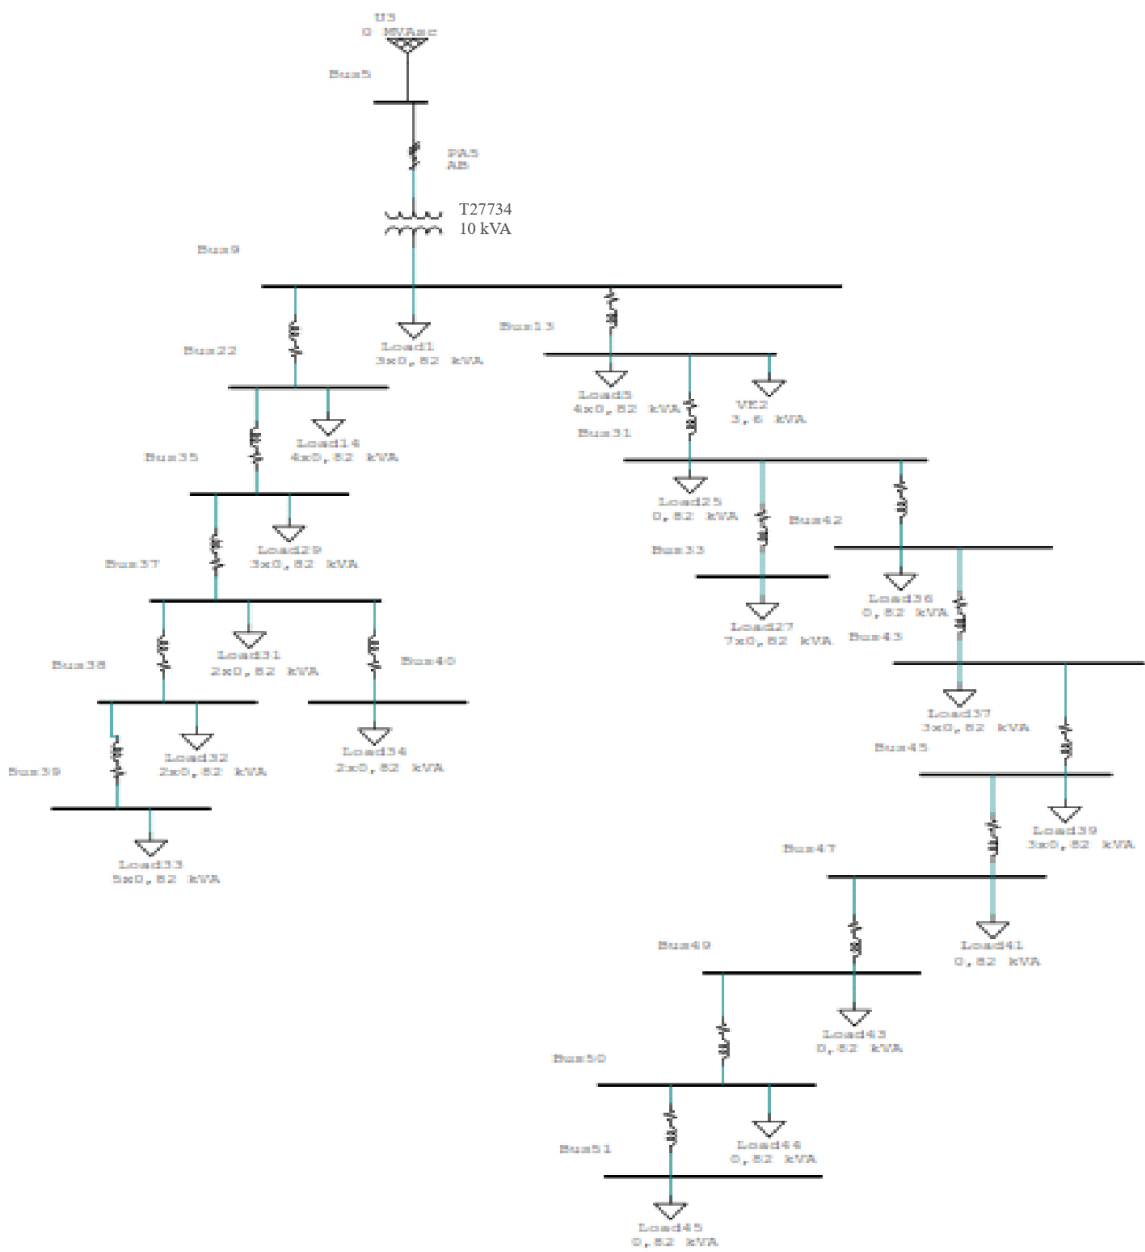 U3
0 MVAsc
Bus5
PA5
AB
T27734
10 kVA
Bus9
Bus13
Load1
3x0,82 kVA
Bus22
Load5
4x0,82 kVA
VE2
3,6 kVA
Bus31
Load14
4x0,82 kVA
Bus35
Load25
0,82 kVA
Bus42
Load29
3x0,82 kVA
Bus33
Bus37
Load36
0,82 kVA
Load27
7x0,82 kVA
Bus43
Load31
2x0,82 kVA
Bus38
Bus40
Load37
3x0,82 kVA
Load32
2x0,82 kVA
Load34
2x0,82 kVA
Bus45
Bus39
Load39
3x0,82 kVA
Bus47
Load33
5x0,82 kVA
Load41
0,82 kVA
Bus49
Load43
0,82 kVA
Bus50
Load44
0,82 kVA
Bus51
Load45
0,82 kVA